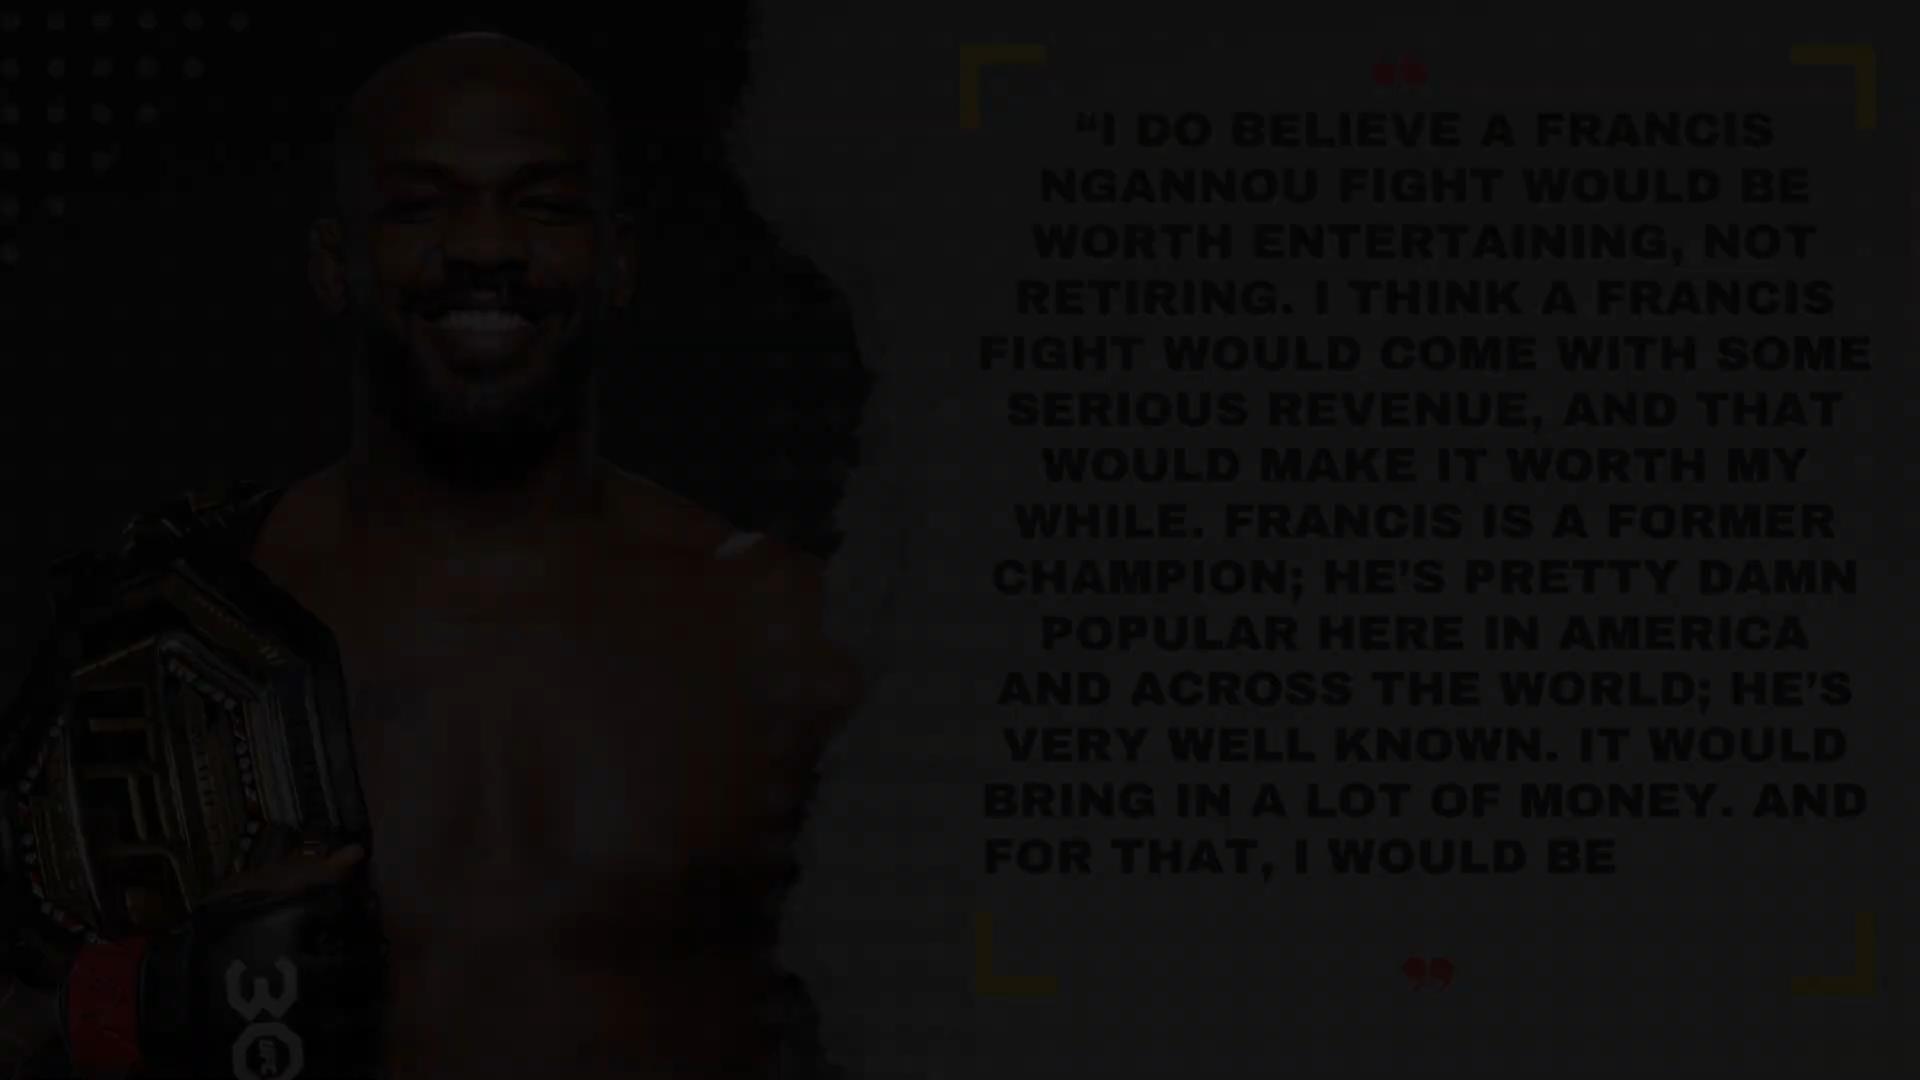 “I DO BELIEVE A FRANCIS
NGANNOU FIGHT WOULD BE
WORTH ENTERTAINING, NOT
RETIRING. I THINK A FRANCIS
FIGHT WOULD COME WITH SOME
SERIOUS REVENUE, AND THAT
WOULD MAKE IT WORTH MY
WHILE. FRANCIS IS A FORMER
CHAMPION; HE’S PRETTY DAMN
POPULAR HERE IN AMERICA
AND ACROSS THE WORLD; HE’S
VERY WELL KNOWN. IT WOULD
BRING IN A LOT OF MONEY. AND
FOR THAT, I WOULD BE
30
UFC